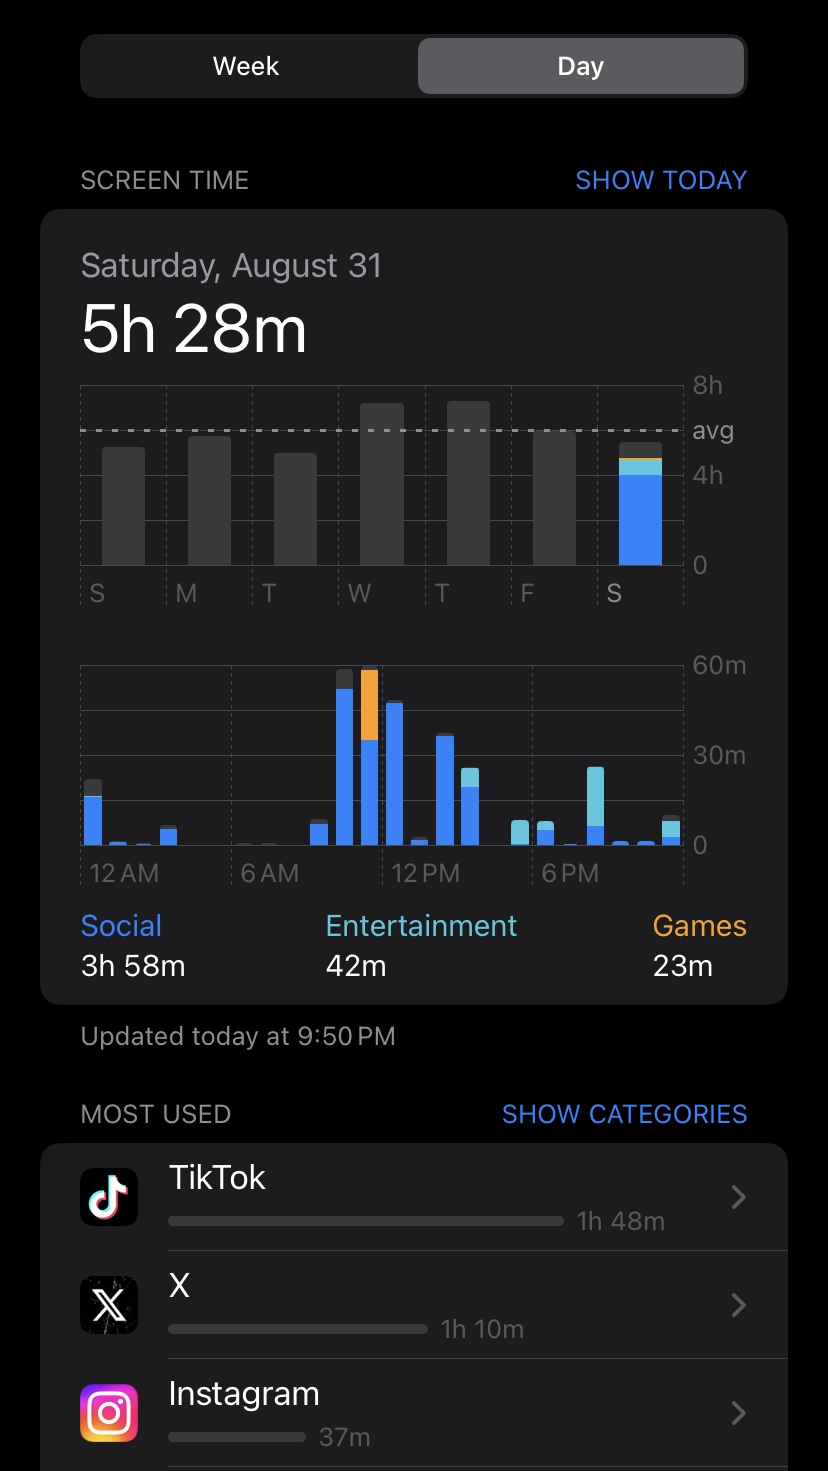 Week Day
SCREEN TIME SHOW TODAY
Saturday, August 31
5h 28m
8h
avg
4h
0
S M T W T F S
60m
30m
0
12 AM 6 AM 12 PM 6 PM
Social Entertainment Games
3h 58m 42m 23m
Updated today at 9:50 PM
MOST USED SHOW CATEGORIES
TikTok
1h 48m
X
1h 10m
Instagram
37m